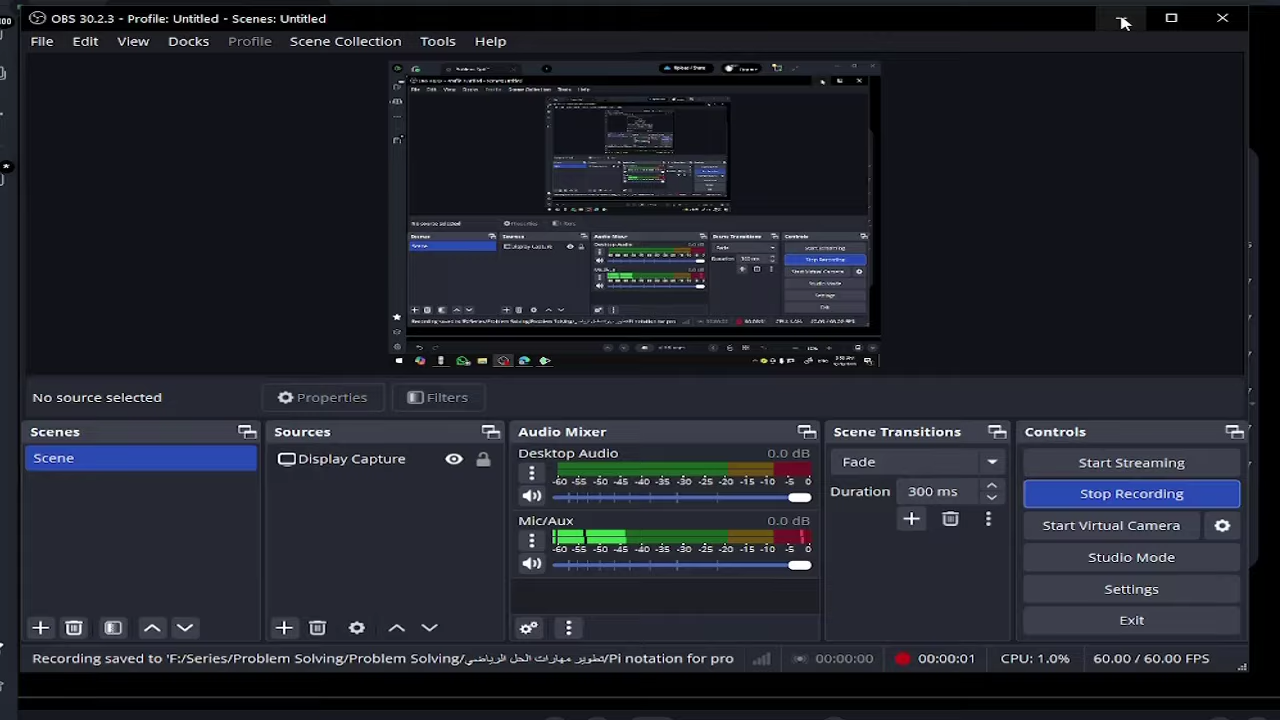 OBS 30.2.3 - Profile: Untitled - Scenes: Untitled
File Edit View Docks Profile Scene Collection Tools Help
No source selected Properties Filters
Scenes
Scene
Sources
Display Capture
Audio Mixer
Desktop Audio 0.0 dB
-60 -55 -50 -45 -40 -35 -30 -25 -20 -15 -10 -5 0
Mic/Aux 0.0 dB
-60 -55 -50 -45 -40 -35 -30 -25 -20 -15 -10 -5 0
Scene Transitions
Fade
Duration 300 ms
Controls
Start Streaming
Stop Recording
Start Virtual Camera
Studio Mode
Settings
Exit
Recording saved to 'F:/Series/Problem Solving/Problem Solving/تطوير مهارات الحل الرياضي/Pi notation for pro 00:00:00 00:00:01 CPU: 1.0% 60.00 / 60.00 FPS